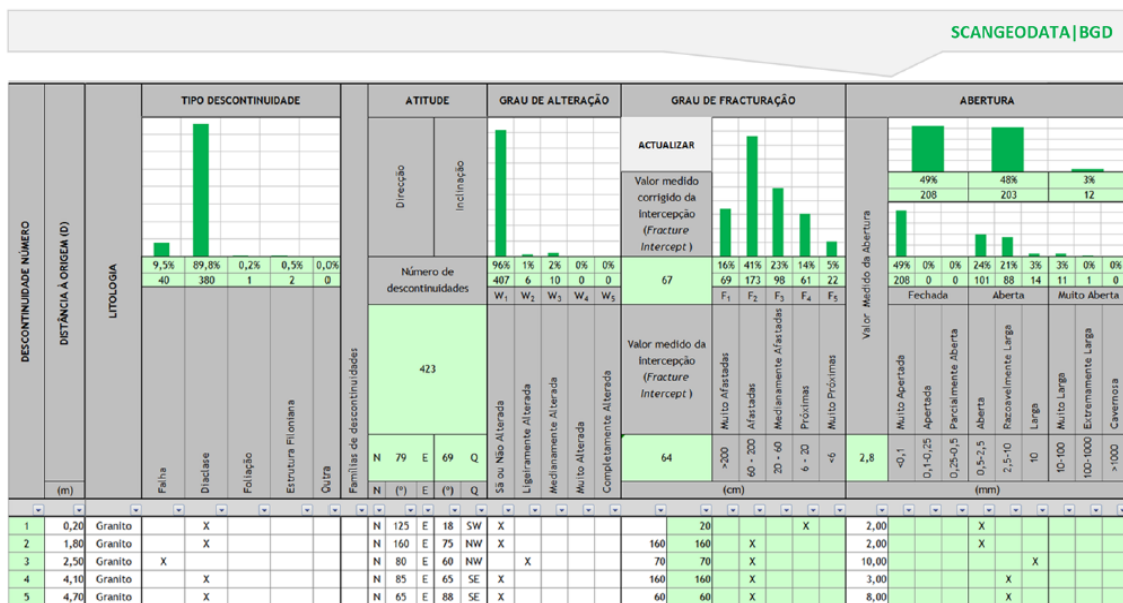 SCANGEODATA|BGD
DESCONTINUIDADE NÚMERO
DISTÂNCIA À ORIGEM (D)
(m)
LITOLOGIA
TIPO DESCONTINUIDADE
9,5% 89,8% 0,2% 0,5% 0,0%
40 380 1 2 0
Falha
Diaclase
Foliação
Estrutura Filoniana
Outra
Famílias de descontinuidades
ATITUDE
Direcção
Inclinação
Número de
descontinuidades
423
N 79 E 69 Q
N (°) E (°) Q
GRAU DE ALTERAÇÃO
96% 1% 2% 0% 0%
407 6 10 0 0
W₁ W₂ W₃ W₄ W₅
Sã ou Não Alterada
Ligeiramente Alterada
Medianamente Alterada
Muito Alterada
Completamente Alterada
GRAU DE FRACTURAÇÃO
ACTUALIZAR
Valor medido
corrigido da
Intercepção
(Fracture
Intercept )
67
Valor medido da
Intercepção
(Fracture
Intercept )
64
16% 41% 23% 14% 5%
69 173 98 61 22
F₁ F₂ F₃ F₄ F₅
Muito Afastadas
Afastadas
Medianamente Afastadas
Próximas
Muito Próximas
>200
60 - 200
20 - 60
6 - 20
<6
(cm)
ABERTURA
Valor Medido da Abertura
2,8
49% 48% 3%
208 203 12
49% 0% 0% 24% 21% 3% 3% 0% 0%
208 0 0 101 88 14 11 1 0
Fechada Aberta Muito Aberta
Muito Apertada
Apertada
Parcialmente Aberta
Aberta
Razoavelmente Larga
Larga
Muito Larga
Extremamente Larga
Cavernosa
<0,1
0,1-0,25
0,25-0,5
0,5-2,5
2,5-10
10
10-100
100-1000
>1000
(mm)
1 0,20 Granito X N 125 E 18 SW X 20 X 2,00 X
2 1,80 Granito X N 160 E 75 NW X 160 160 X 2,00 X
3 2,50 Granito X N 80 E 60 NW X 70 70 X 10,00 X
4 4,10 Granito X N 85 E 65 SE X 160 160 X 3,00 X
5 4,70 Granito X N 65 E 88 SE X 60 60 X 8,00 X